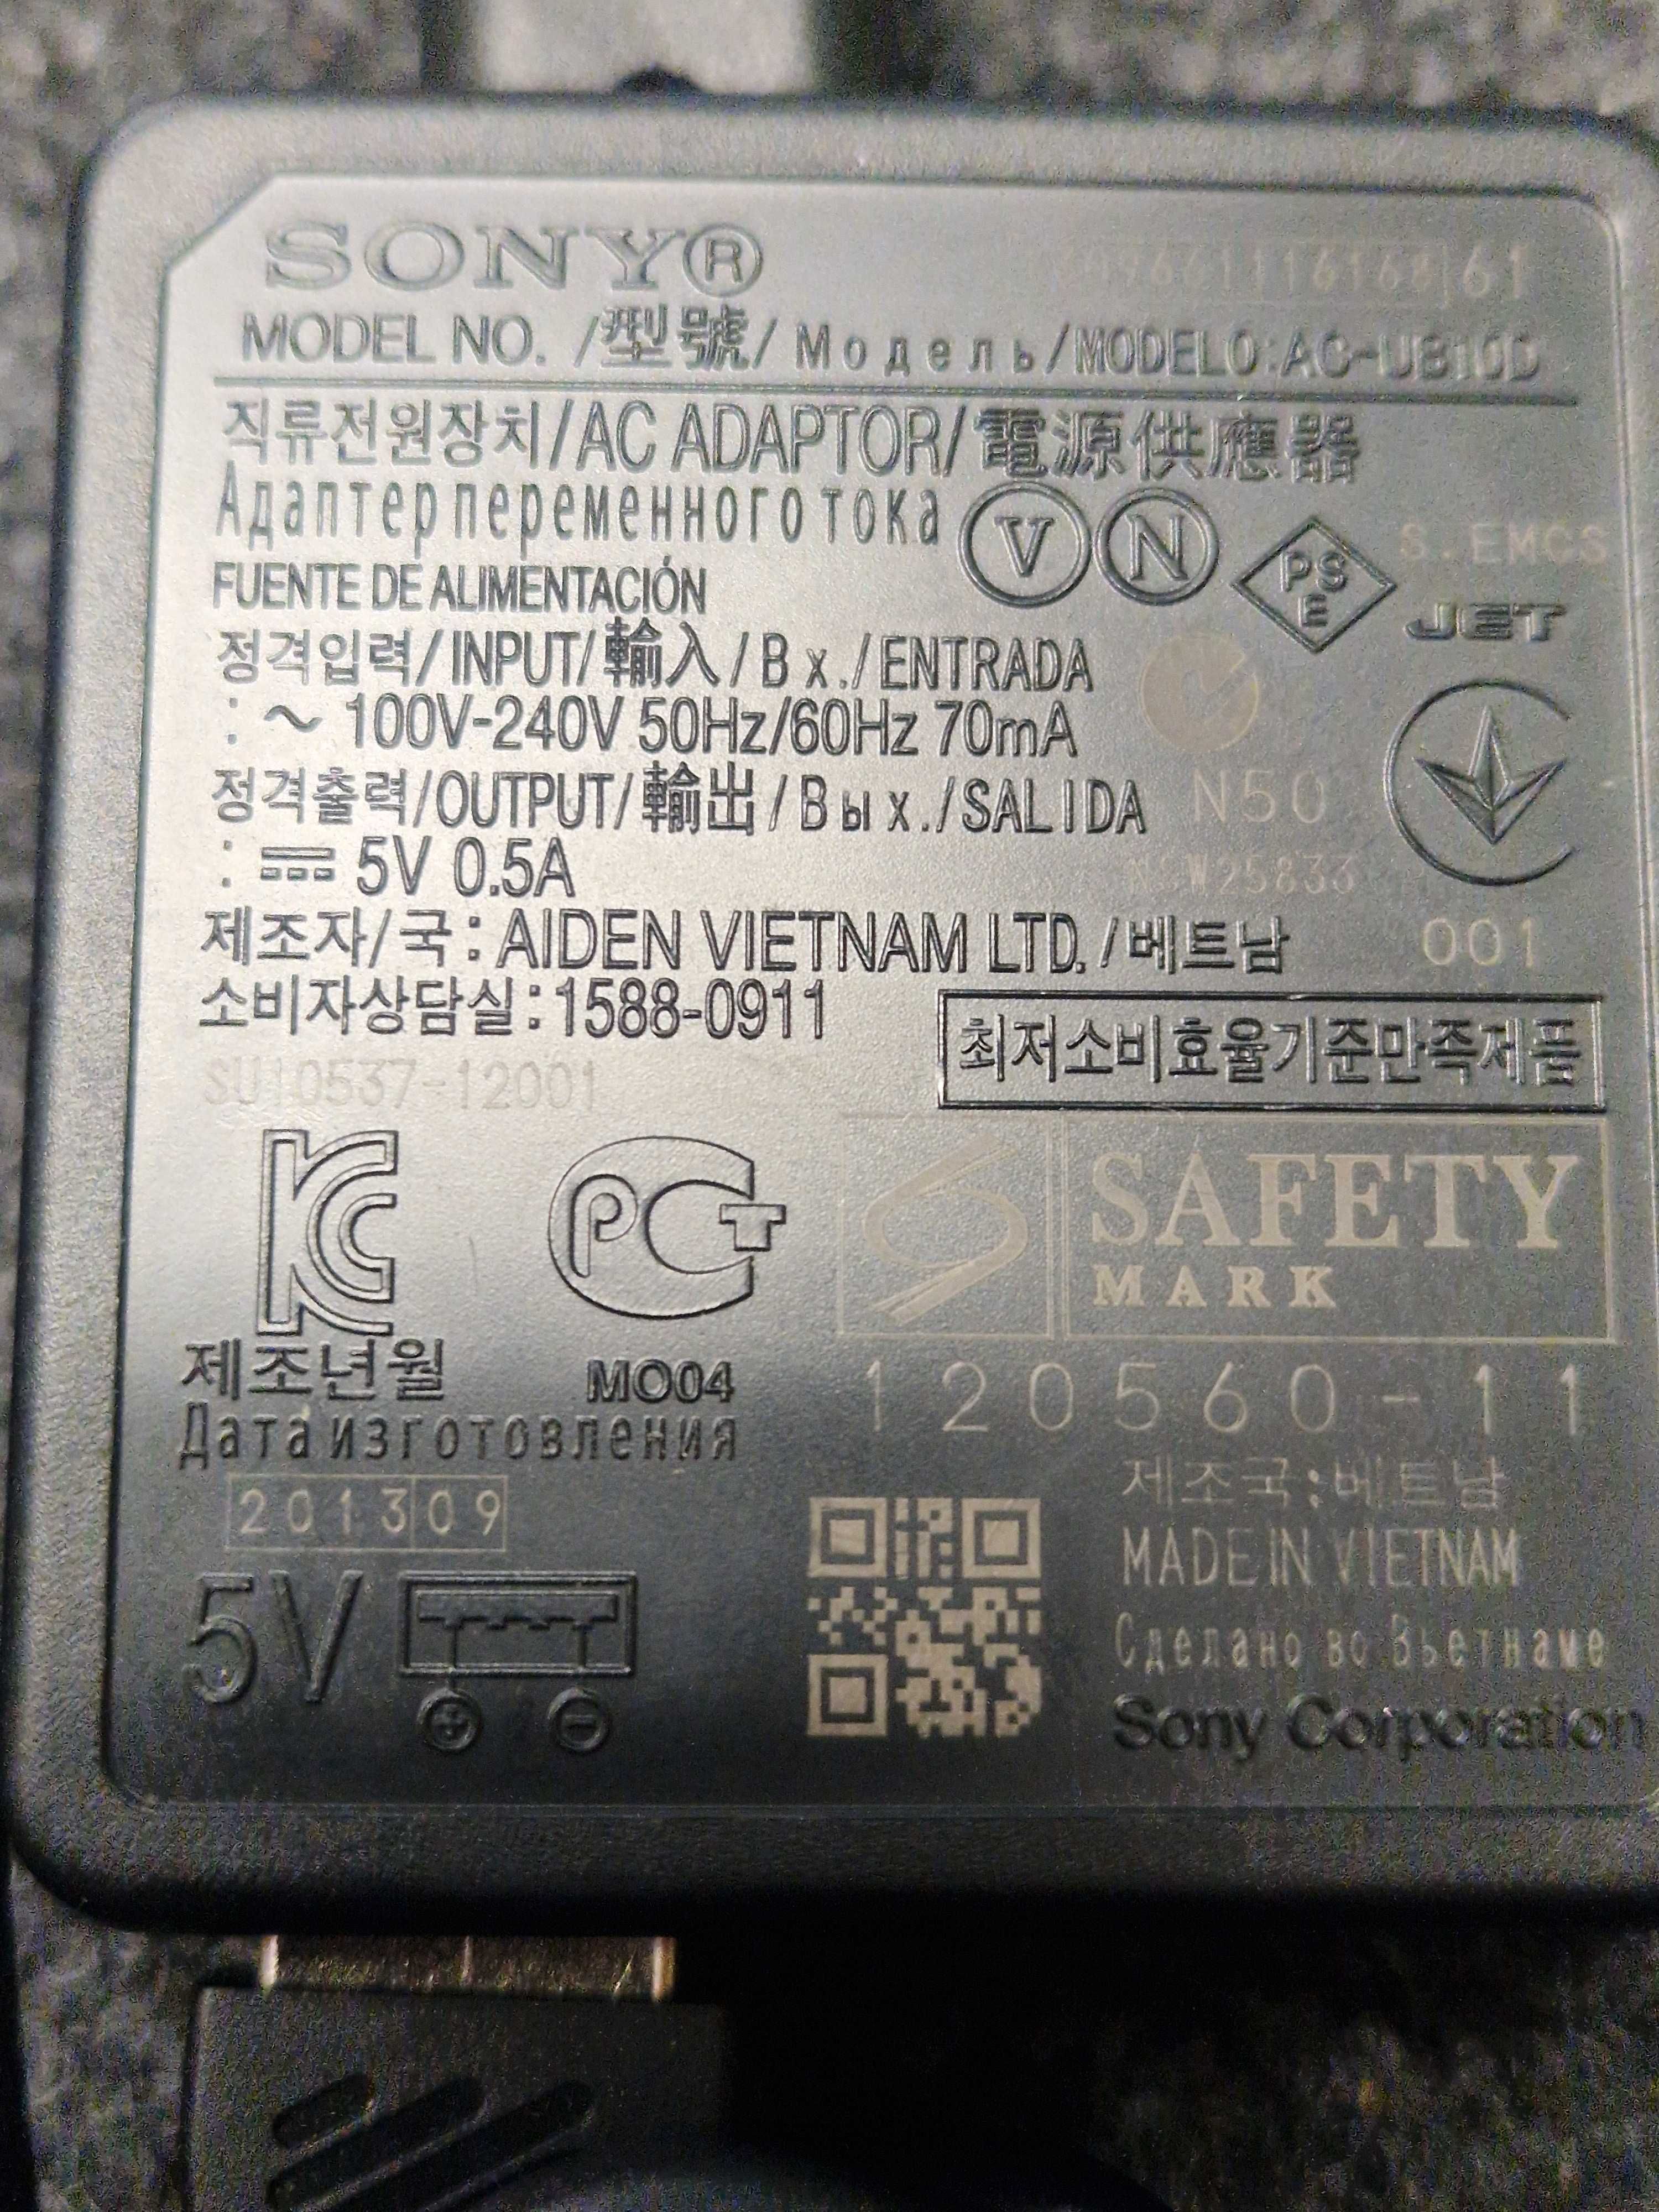 SONY®
61
MODEL NO. /型號/ Модель/MODELO:AC-UB10D
직류전원장치/AC ADAPTOR/電源供應器
Адаптер переменного тока
V N
PS
E
S.EMCS
JET
FUENTE DE ALIMENTACIÓN
정격입력/INPUT/輸入/Вх./ENTRADA
: ~ 100V-240V 50Hz/60Hz 70mA
정격출력/OUTPUT/輸出/Вых./SALIDA
N50
: ⎓ 5V 0.5A
제조자/국: AIDEN VIETNAM LTD./베트남
001
소비자상담실:1588-0911
최저소비효율기준만족제품
SU10537-12001
KC
PCT
SAFETY
MARK
제조년월
MO04
120560-11
Дата изготовления
201309
제조국:베트남
MADE IN VIETNAM
Сделано во Вьетнаме
5V
+ −
Sony Corporation